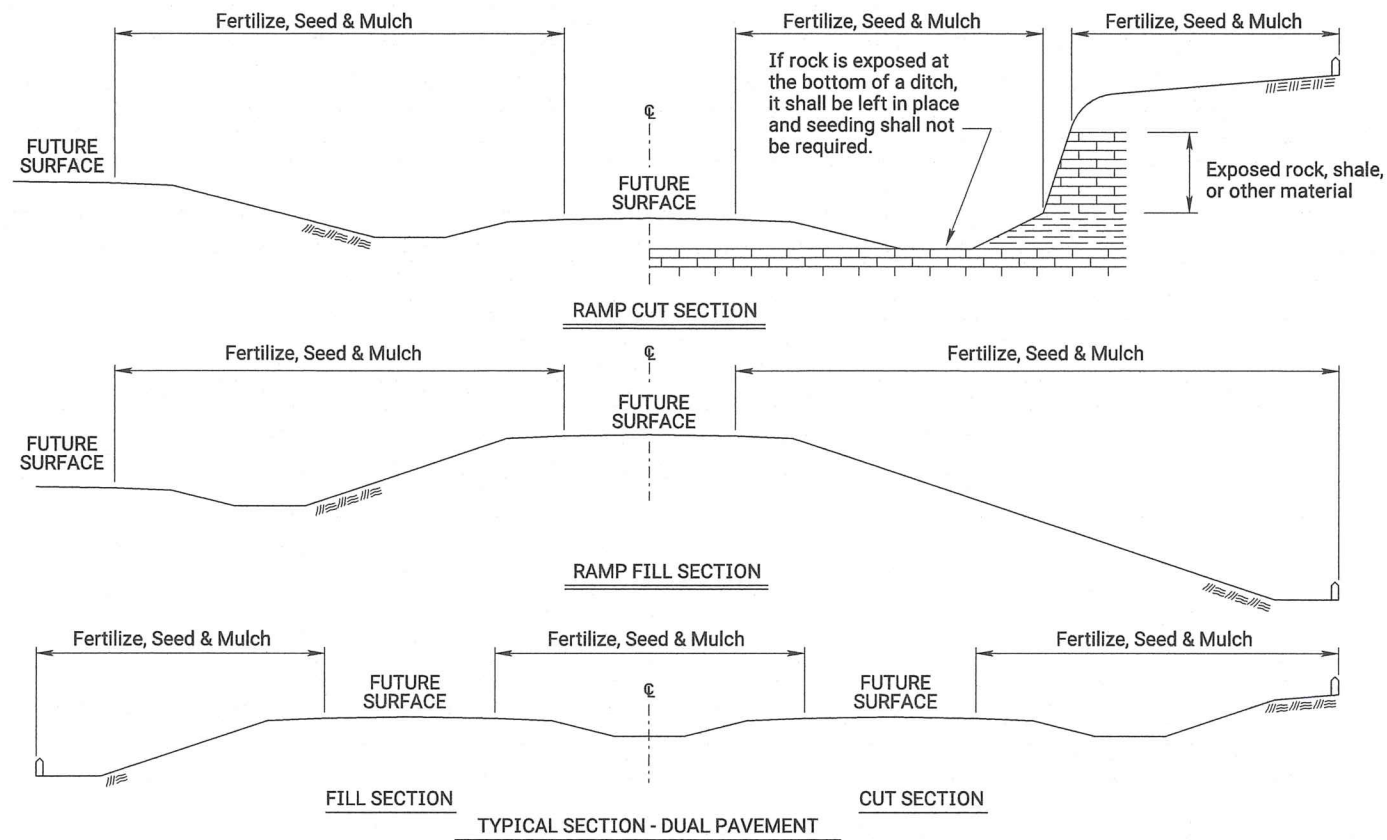 Fertilize, Seed & Mulch
Fertilize, Seed & Mulch
Fertilize, Seed & Mulch
If rock is exposed at
the bottom of a ditch,
it shall be left in place
and seeding shall not
be required.
℄
FUTURE
SURFACE
FUTURE
SURFACE
Exposed rock, shale,
or other material
RAMP CUT SECTION
Fertilize, Seed & Mulch
℄
Fertilize, Seed & Mulch
FUTURE
SURFACE
FUTURE
SURFACE
RAMP FILL SECTION
Fertilize, Seed & Mulch
Fertilize, Seed & Mulch
Fertilize, Seed & Mulch
FUTURE
SURFACE
℄
FUTURE
SURFACE
FILL SECTION
CUT SECTION
TYPICAL SECTION - DUAL PAVEMENT